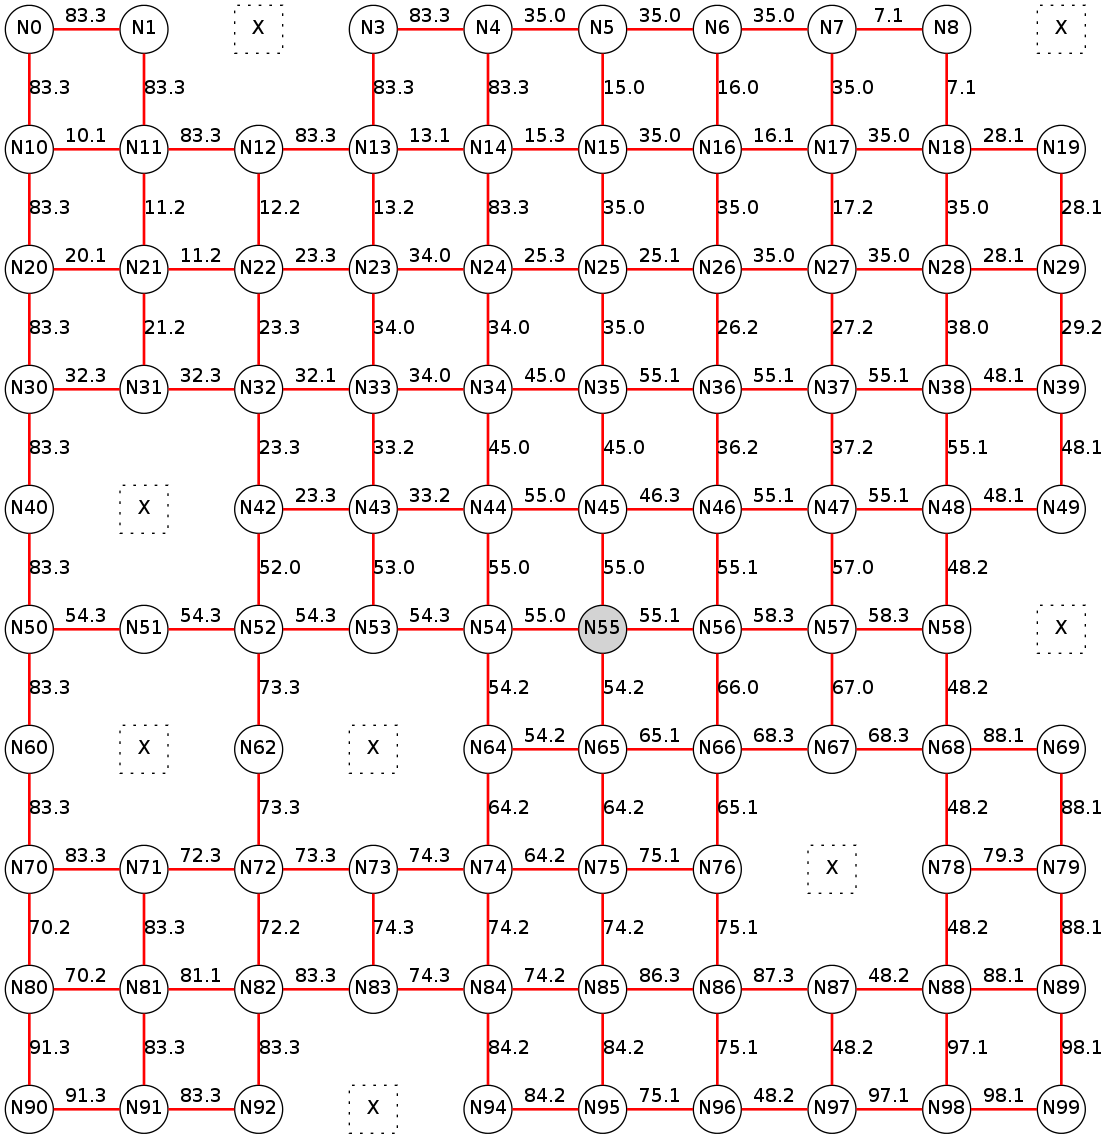 83.3 83.3 35.0 35.0 35.0 7.1
N0 N1 X N3 N4 N5 N6 N7 N8 X
83.3 83.3 83.3 83.3 15.0 16.0 35.0 7.1
10.1 83.3 83.3 13.1 15.3 35.0 16.1 35.0 28.1
N10 N11 N12 N13 N14 N15 N16 N17 N18 N19
83.3 11.2 12.2 13.2 83.3 35.0 35.0 17.2 35.0 28.1
20.1 11.2 23.3 34.0 25.3 25.1 35.0 35.0 28.1
N20 N21 N22 N23 N24 N25 N26 N27 N28 N29
83.3 21.2 23.3 34.0 34.0 35.0 26.2 27.2 38.0 29.2
32.3 32.3 32.1 34.0 45.0 55.1 55.1 55.1 48.1
N30 N31 N32 N33 N34 N35 N36 N37 N38 N39
83.3 23.3 33.2 45.0 45.0 36.2 37.2 55.1 48.1
23.3 33.2 55.0 46.3 55.1 55.1 48.1
N40 X N42 N43 N44 N45 N46 N47 N48 N49
83.3 52.0 53.0 55.0 55.0 55.1 57.0 48.2
54.3 54.3 54.3 54.3 55.0 55.1 58.3 58.3
N50 N51 N52 N53 N54 N55 N56 N57 N58 X
83.3 73.3 54.2 54.2 66.0 67.0 48.2
54.2 65.1 68.3 68.3 88.1
N60 X N62 X N64 N65 N66 N67 N68 N69
83.3 73.3 64.2 64.2 65.1 48.2 88.1
83.3 72.3 73.3 74.3 64.2 75.1 79.3
N70 N71 N72 N73 N74 N75 N76 X N78 N79
70.2 83.3 72.2 74.3 74.2 74.2 75.1 48.2 88.1
70.2 81.1 83.3 74.3 74.2 86.3 87.3 48.2 88.1
N80 N81 N82 N83 N84 N85 N86 N87 N88 N89
91.3 83.3 83.3 84.2 84.2 75.1 48.2 97.1 98.1
91.3 83.3 84.2 75.1 48.2 97.1 98.1
N90 N91 N92 X N94 N95 N96 N97 N98 N99